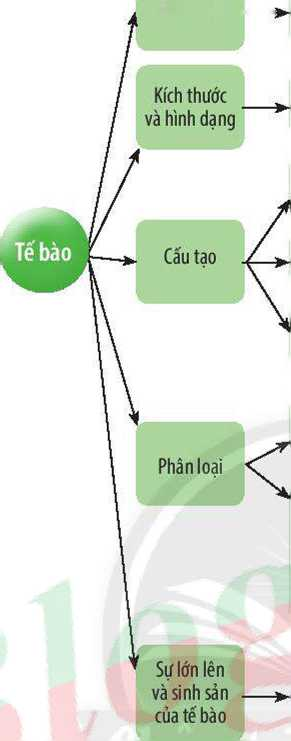 Kích thước
và hình dạng
Tế bào
Cấu tạo
Phân loại
Sự lớn lên
và sinh sản
của tế bào